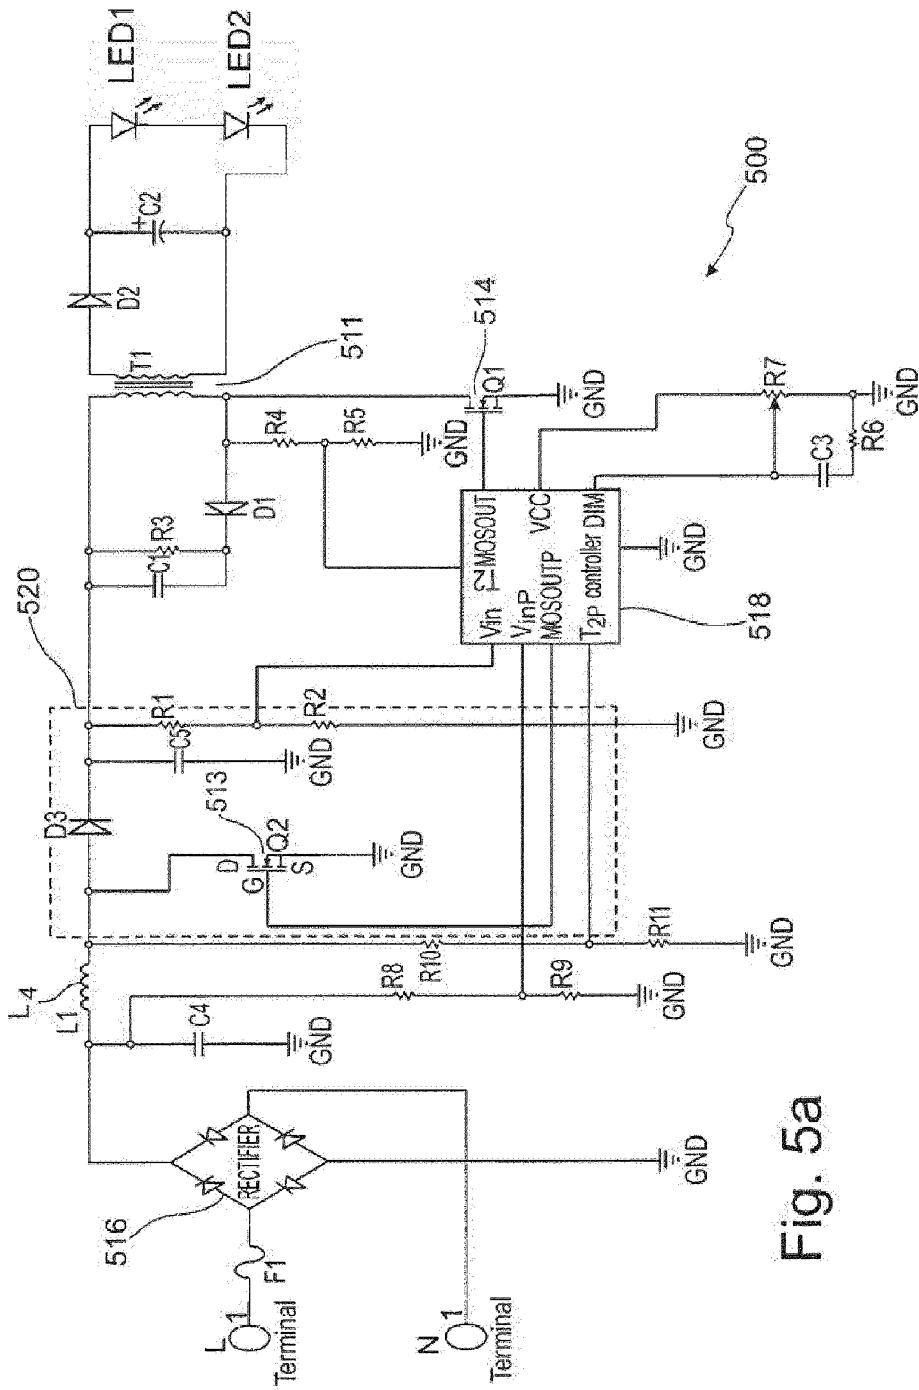 LED1
LED2
+
C2
D2
T1
511
514
500
Q1
GND
R7
GND
R4
R5
GND
D1
R3
C1
C3
R6
520
Vin T2 MOSOUT
VinP VCC
MOSOUTP
T2P controller DIM
GND
518
R1
R2
C5
GND
GND
D3
513
D
G
S
Q2
GND
L4
L1
R10
R11
GND
R8
R9
GND
C4
GND
RECTIFIER
516
GND
F1
L
1
Terminal
N
1
Terminal
Fig. 5a